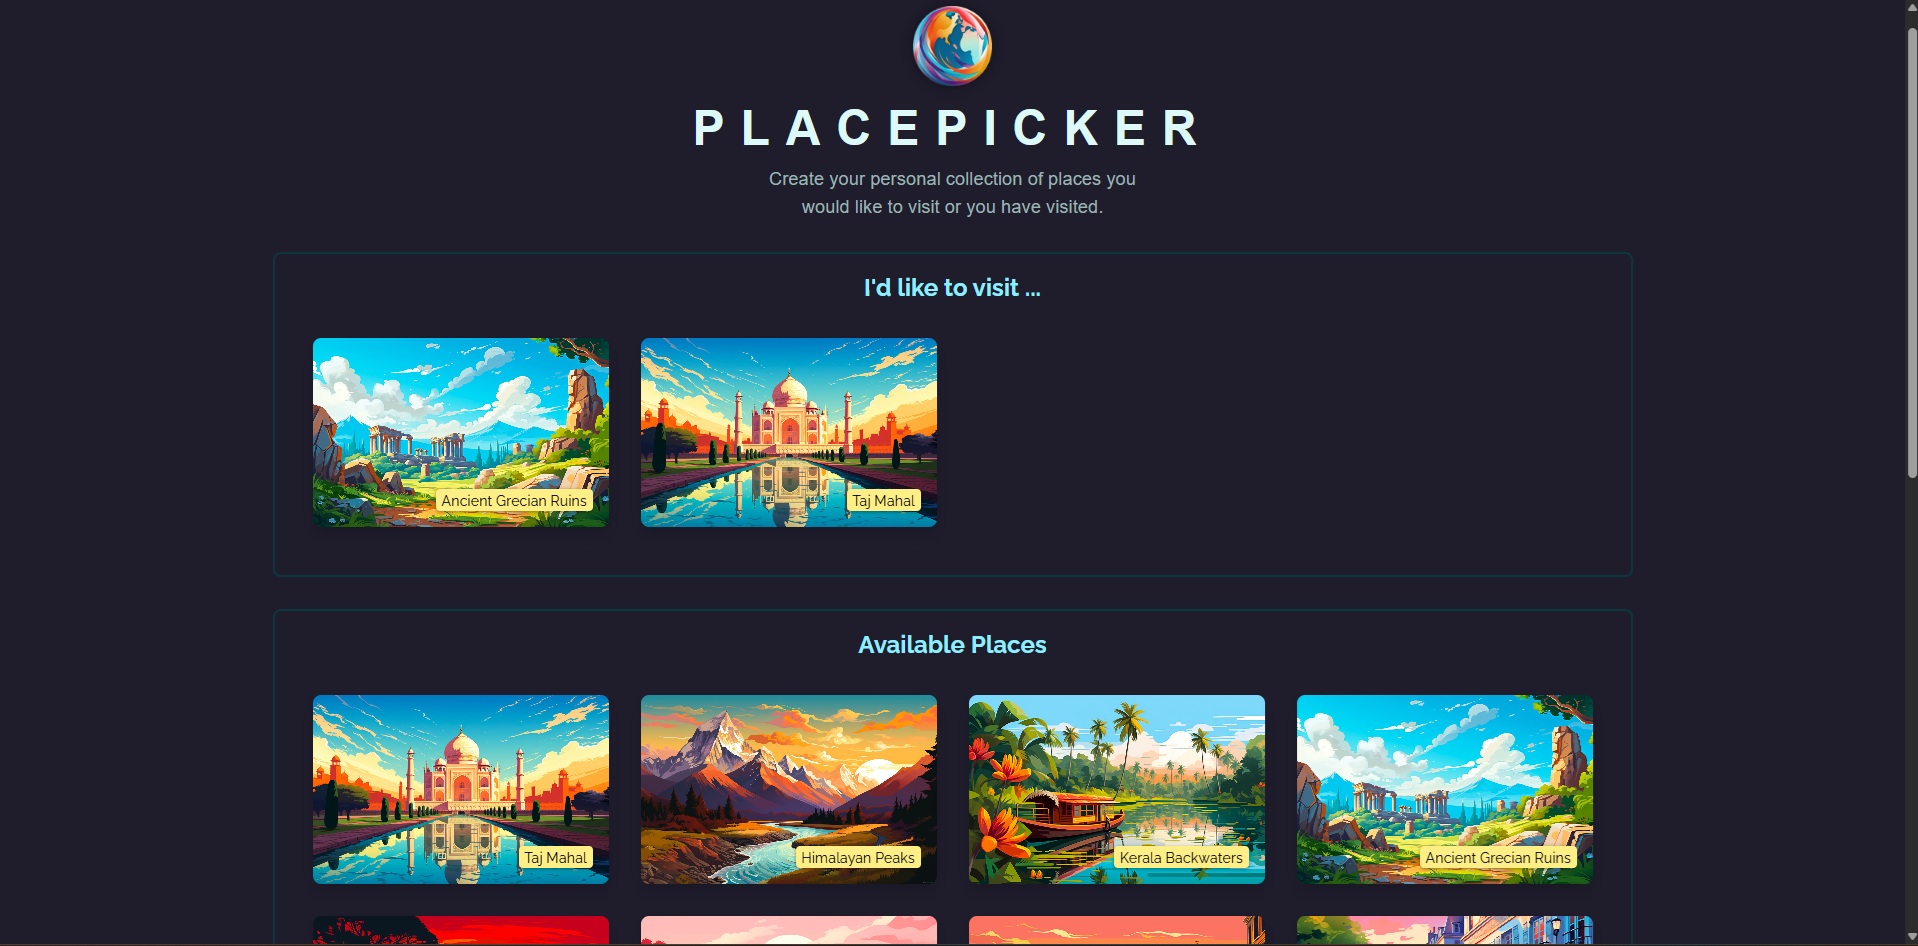 PLACEPICKER
Create your personal collection of places you
would like to visit or you have visited.
I'd like to visit ...
Ancient Grecian Ruins
Taj Mahal
Available Places
Taj Mahal
Himalayan Peaks
Kerala Backwaters
Ancient Grecian Ruins